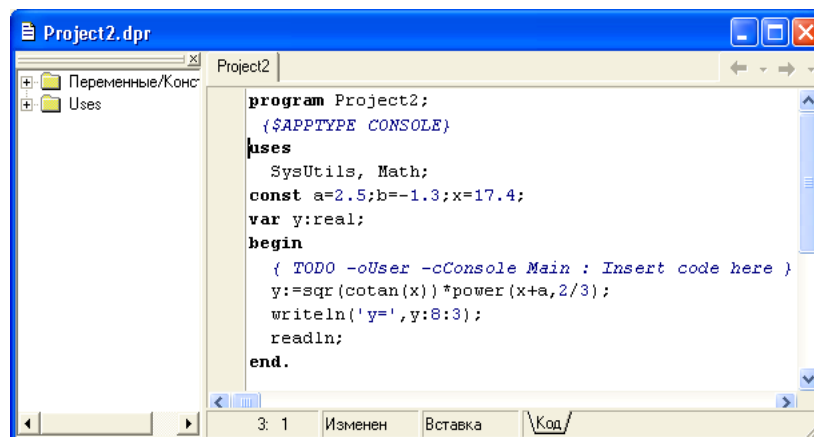 Project2.dpr
Переменные/Конс
Uses
Project2
program Project2;
{$APPTYPE CONSOLE}
uses
SysUtils, Math;
const a=2.5;b=-1.3;x=17.4;
var y:real;
begin
{ TODO -oUser -cConsole Main : Insert code here }
y:=sqr(cotan(x))*power(x+a,2/3);
writeln('y=',y:8:3);
readln;
end.
3: 1 Изменен Вставка \Код/